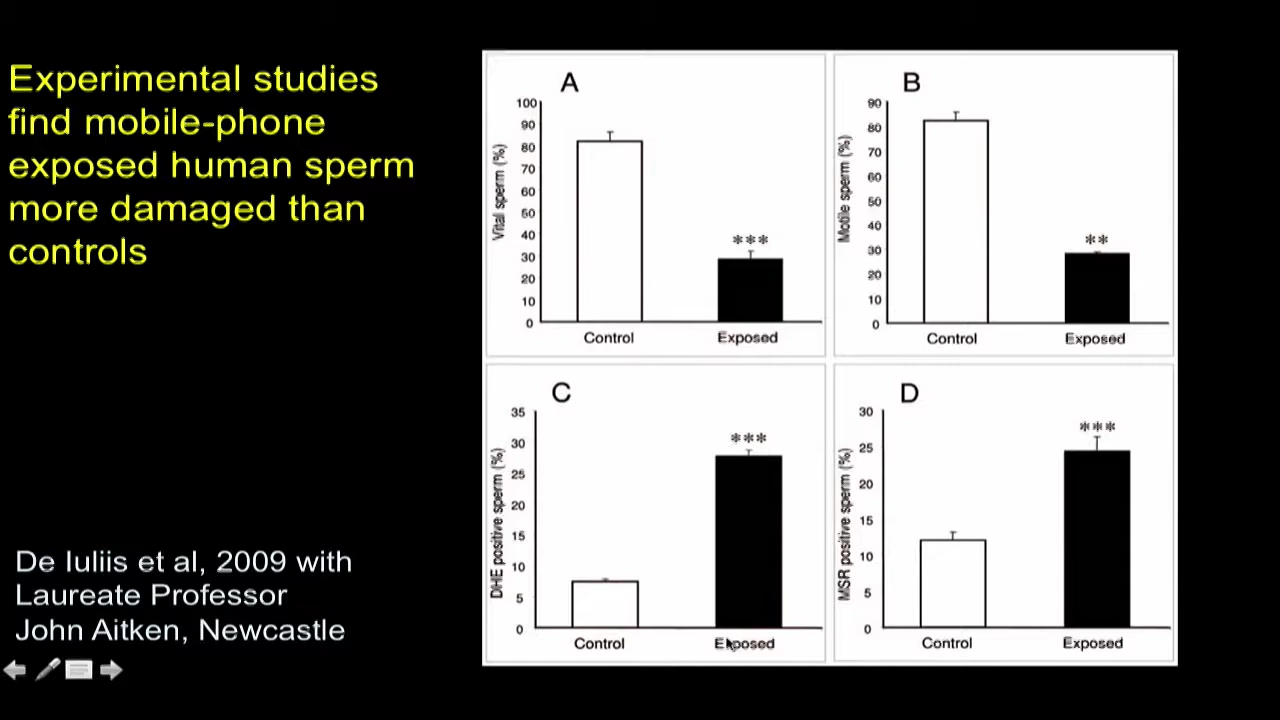 Experimental studies
find mobile-phone
exposed human sperm
more damaged than
controls
De Iuliis et al, 2009 with
Laureate Professor
John Aitken, Newcastle
A
Vital sperm (%)
100
90
80
70
60
50
40
30
20
10
0
***
Control Exposed
B
Motile sperm (%)
90
80
70
60
50
40
30
20
10
0
**
Control Exposed
C
DHE positive sperm (%)
35
30
25
20
15
10
5
0
***
Control Exposed
D
MSR positive sperm (%)
30
25
20
15
10
5
0
***
Control Exposed